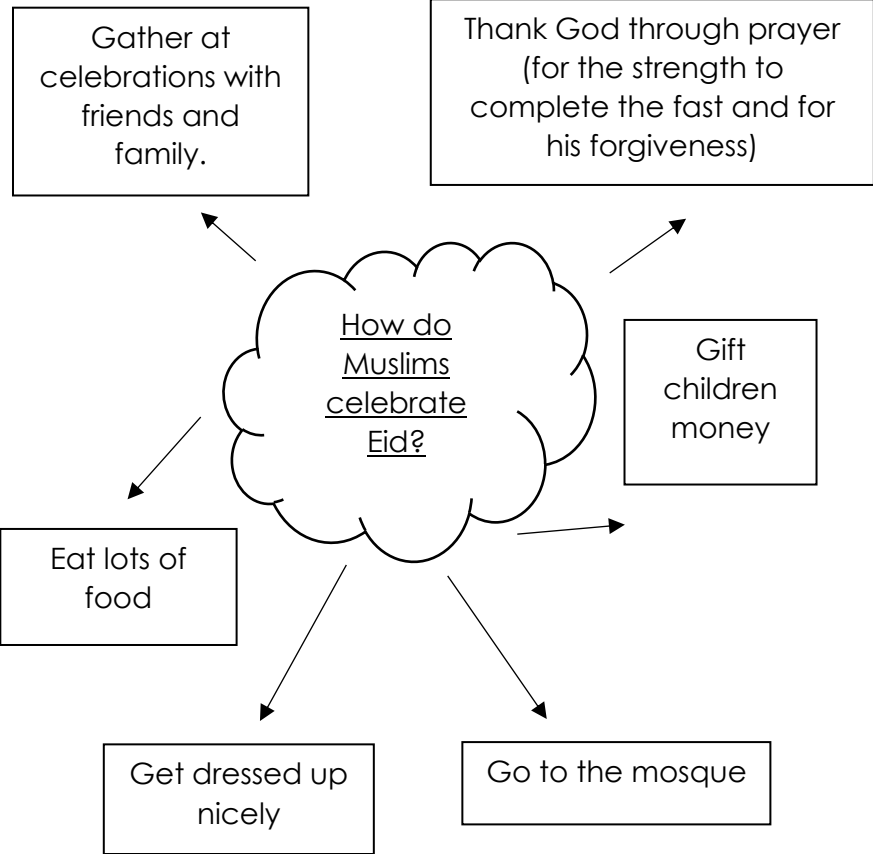 Gather at
celebrations with
friends and
family.
Thank God through prayer
(for the strength to
complete the fast and for
his forgiveness)
How do
Muslims
celebrate
Eid?
Gift
children
money
Eat lots of
food
Get dressed up
nicely
Go to the mosque